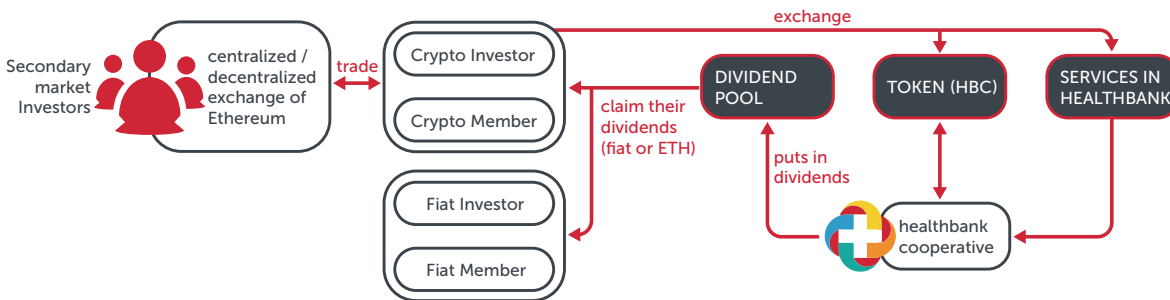 Secondary
market
Investors
centralized /
decentralized
exchange of
Ethereum
trade
Crypto Investor
Crypto Member
Fiat Investor
Fiat Member
exchange
claim their
dividends
(fiat or ETH)
DIVIDEND
POOL
puts in
dividends
TOKEN (HBC)
SERVICES IN
HEALTHBANK
healthbank
cooperative